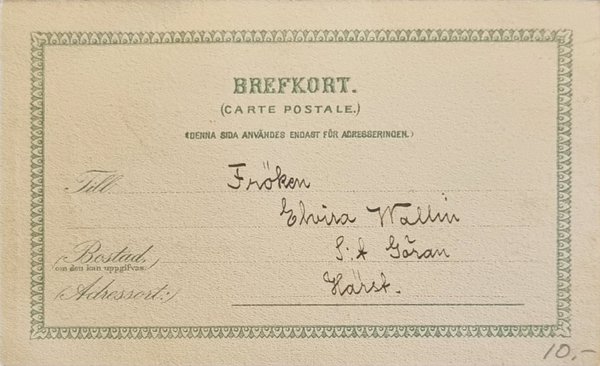 BREFKORT.
(CARTE POSTALE.)
(DENNA SIDA ANVÄNDES ENDAST FÖR ADRESSERINGEN.)
Till Fröken
Elvira Wallin
S:t Göran
Bostad,
(om den kan uppgifvas:)
Härst.
(Adressort:)
10,-